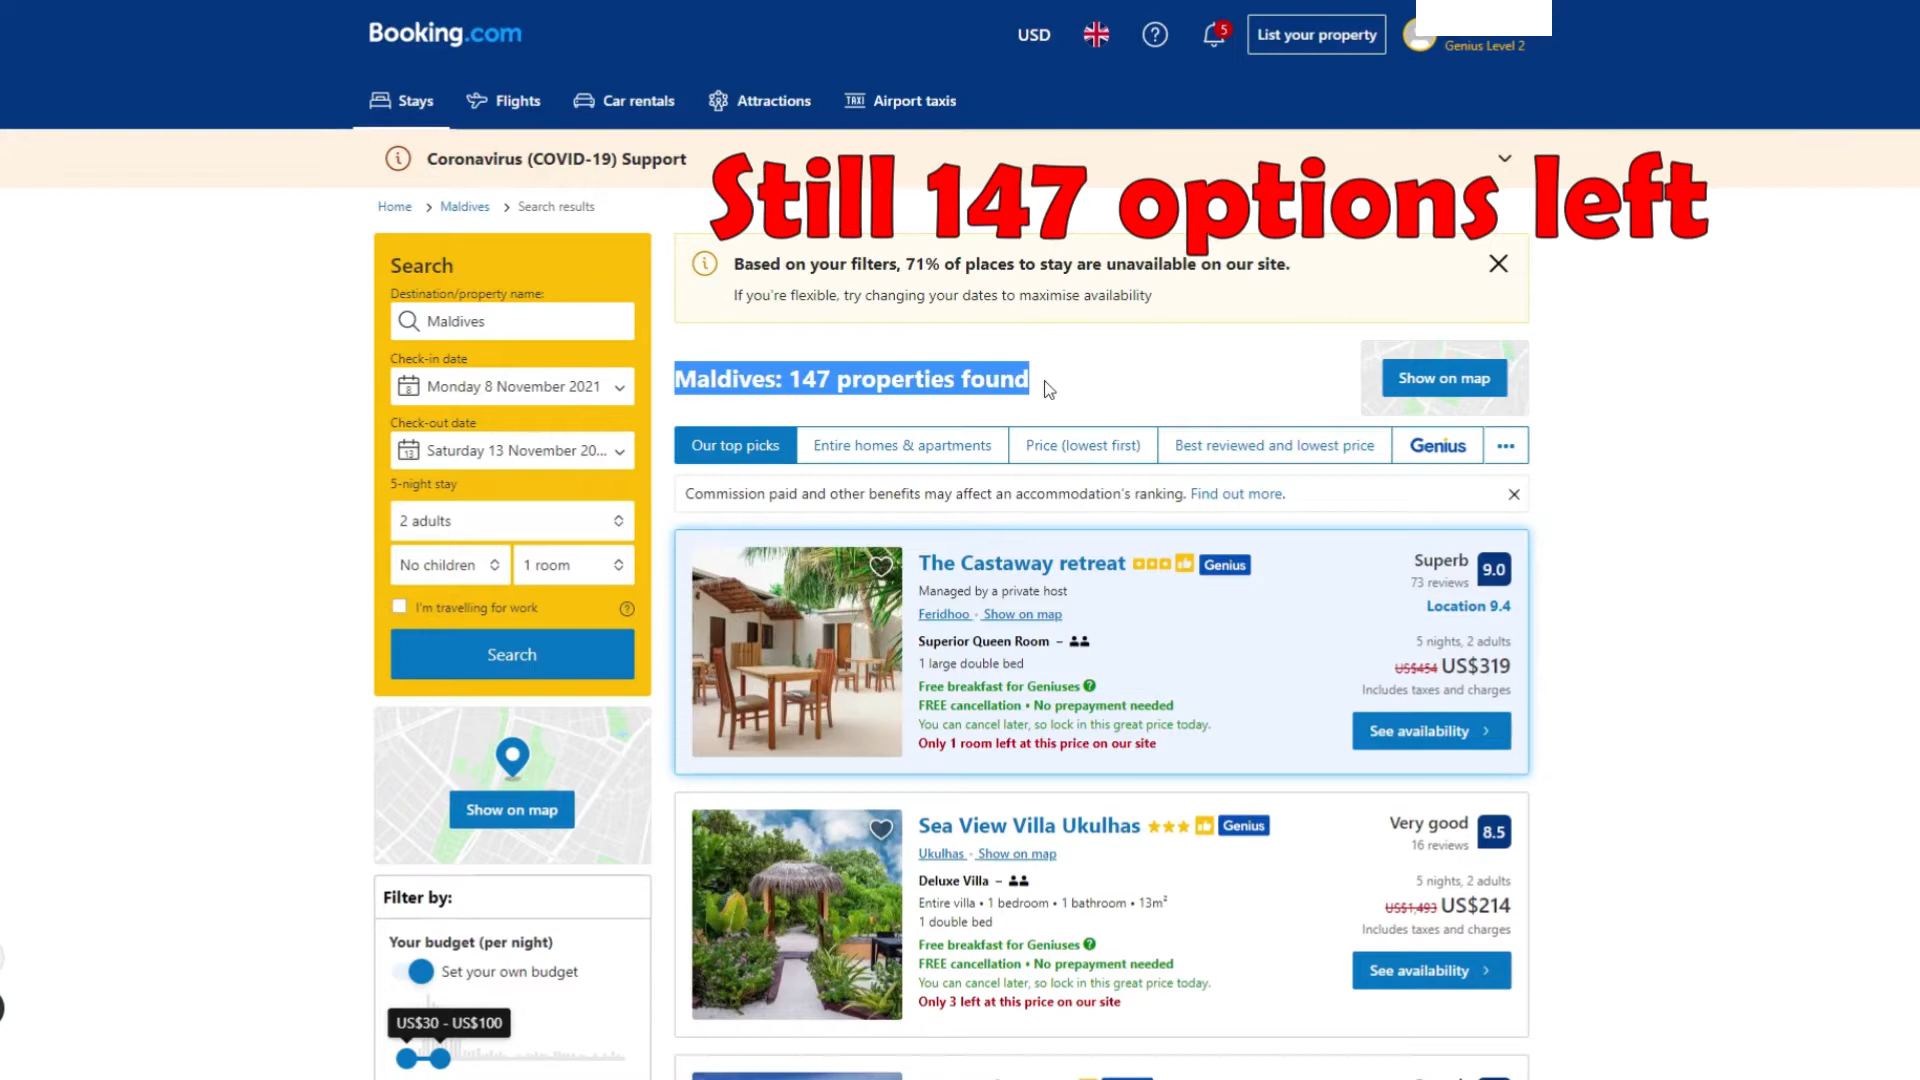 Booking.com
USD
5
List your property
Genius Level 2
Stays
Flights
Car rentals
Attractions
TAXI
Airport taxis
Coronavirus (COVID-19) Support
Still 147 options left
Home
Maldives
Search results
Search
Destination/property name:
Maldives
Check-in date
8
Monday 8 November 2021
Check-out date
13
Saturday 13 November 20...
5-night stay
2 adults
No children
1 room
I'm travelling for work
Search
Show on map
Filter by:
Your budget (per night)
Set your own budget
US$30 - US$100
Based on your filters, 71% of places to stay are unavailable on our site.
If you're flexible, try changing your dates to maximise availability
Maldives: 147 properties found
Show on map
Our top picks
Entire homes & apartments
Price (lowest first)
Best reviewed and lowest price
Genius
Commission paid and other benefits may affect an accommodation's ranking. Find out more.
The Castaway retreat
Genius
Managed by a private host
Feridhoo · Show on map
Superior Queen Room –
1 large double bed
Free breakfast for Geniuses
FREE cancellation • No prepayment needed
You can cancel later, so lock in this great price today.
Only 1 room left at this price on our site
Superb
73 reviews
9.0
Location 9.4
5 nights, 2 adults
US$454 US$319
Includes taxes and charges
See availability
Sea View Villa Ukulhas
Genius
Ukulhas · Show on map
Deluxe Villa –
Entire villa • 1 bedroom • 1 bathroom • 13m²
1 double bed
Free breakfast for Geniuses
FREE cancellation • No prepayment needed
You can cancel later, so lock in this great price today.
Only 3 left at this price on our site
Very good
16 reviews
8.5
5 nights, 2 adults
US$1,493 US$214
Includes taxes and charges
See availability